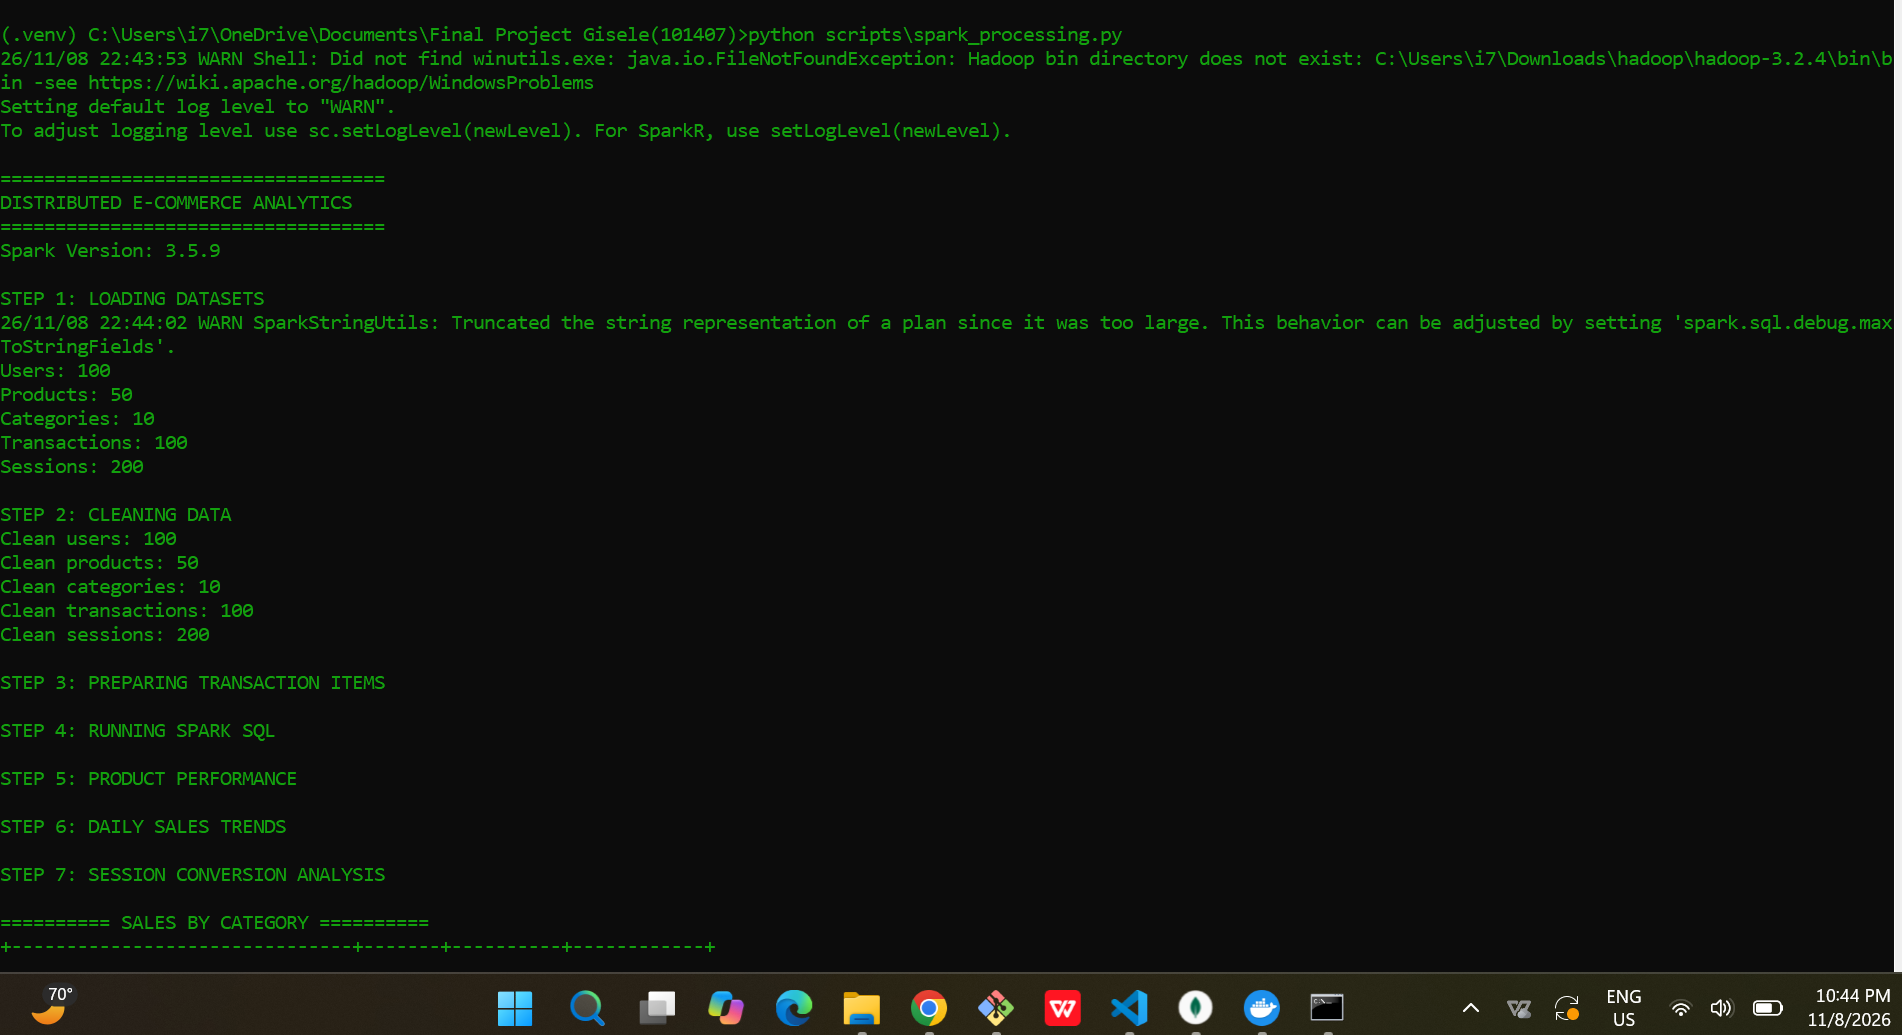 (.venv) C:\Users\i7\OneDrive\Documents\Final Project Gisele(101407)>python scripts\spark_processing.py
26/11/08 22:43:53 WARN Shell: Did not find winutils.exe: java.io.FileNotFoundException: Hadoop bin directory does not exist: C:\Users\i7\Downloads\hadoop\hadoop-3.2.4\bin\b
in -see https://wiki.apache.org/hadoop/WindowsProblems
Setting default log level to "WARN".
To adjust logging level use sc.setLogLevel(newLevel). For SparkR, use setLogLevel(newLevel).
===================================
DISTRIBUTED E-COMMERCE ANALYTICS
===================================
Spark Version: 3.5.9
STEP 1: LOADING DATASETS
26/11/08 22:44:02 WARN SparkStringUtils: Truncated the string representation of a plan since it was too large. This behavior can be adjusted by setting 'spark.sql.debug.max
ToStringFields'.
Users: 100
Products: 50
Categories: 10
Transactions: 100
Sessions: 200
STEP 2: CLEANING DATA
Clean users: 100
Clean products: 50
Clean categories: 10
Clean transactions: 100
Clean sessions: 200
STEP 3: PREPARING TRANSACTION ITEMS
STEP 4: RUNNING SPARK SQL
STEP 5: PRODUCT PERFORMANCE
STEP 6: DAILY SALES TRENDS
STEP 7: SESSION CONVERSION ANALYSIS
========== SALES BY CATEGORY ==========
+-------------------------------+-------+----------+------------+
70°
ENG
US
10:44 PM
11/8/2026